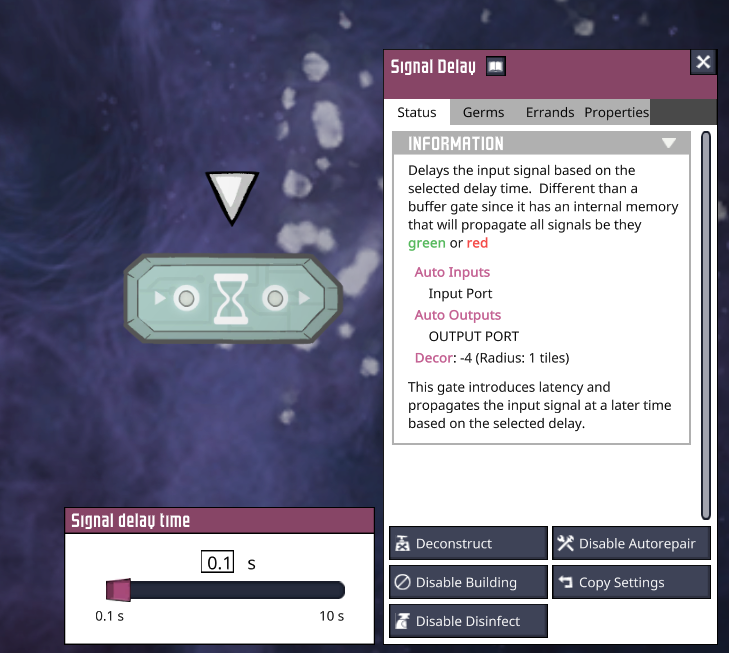 Signal Delay
Status Germs Errands Properties
INFORMATION
Delays the input signal based on the
selected delay time. Different than a
buffer gate since it has an internal memory
that will propagate all signals be they
green or red
Auto Inputs
Input Port
Auto Outputs
OUTPUT PORT
Decor: -4 (Radius: 1 tiles)
This gate introduces latency and
propagates the input signal at a later time
based on the selected delay.
Signal delay time
0.1 s
0.1 s 10 s
Deconstruct Disable Autorepair
Disable Building Copy Settings
Disable Disinfect